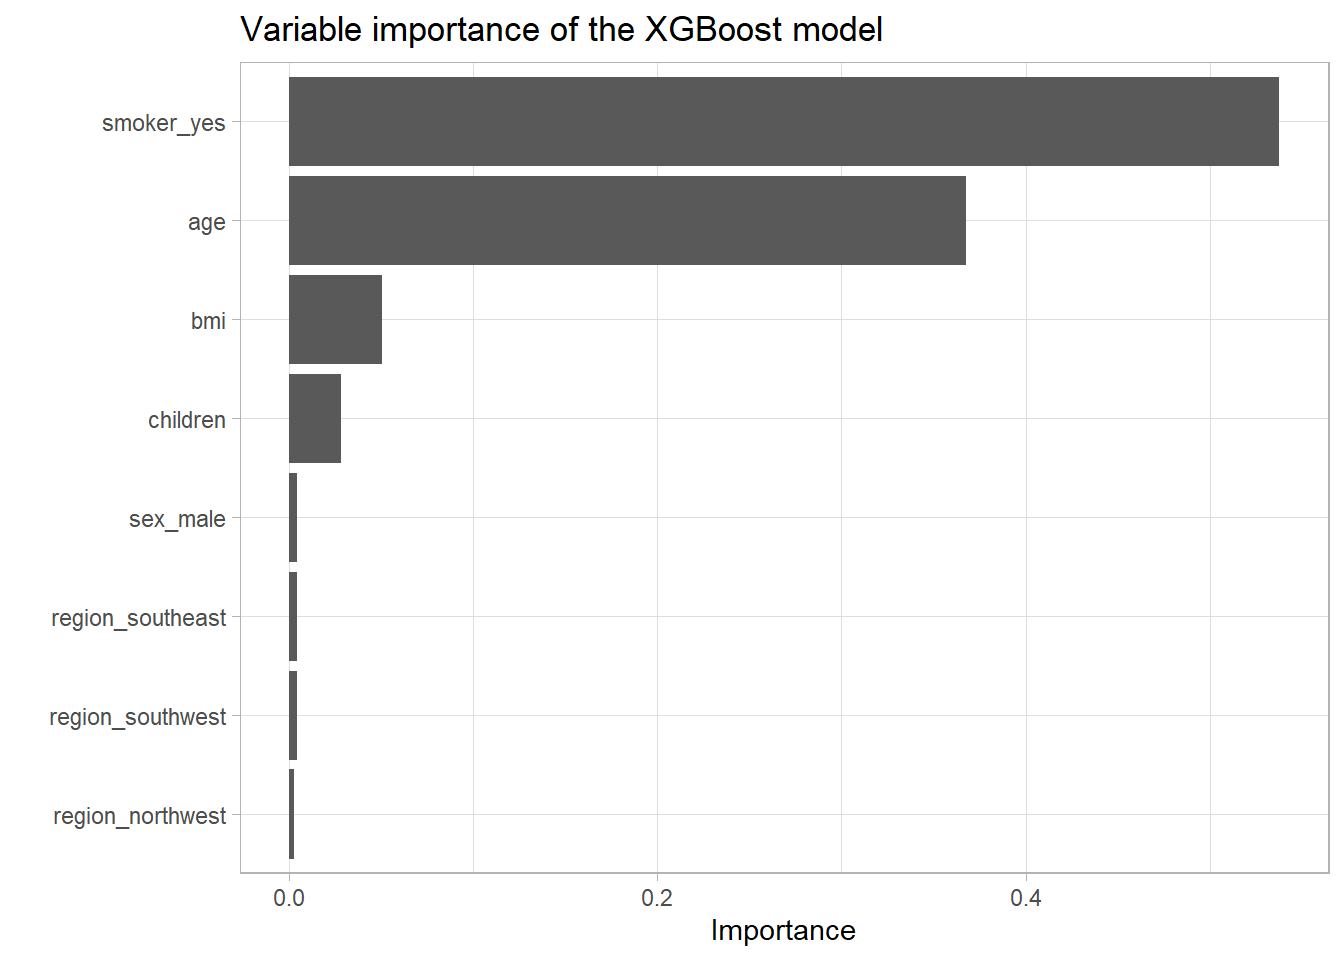 Variable importance of the XGBoost model
smoker_yes
age
bmi
children
sex_male
region_southeast
region_southwest
region_northwest
0.0 0.2 0.4
Importance